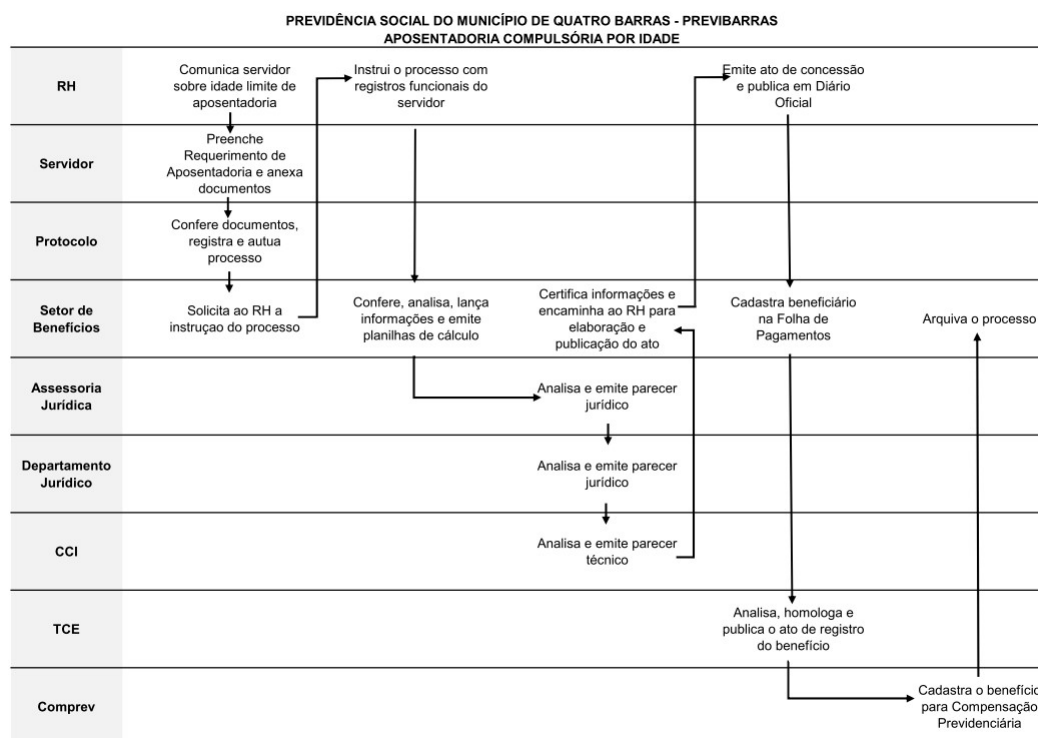 PREVIDÊNCIA SOCIAL DO MUNICÍPIO DE QUATRO BARRAS - PREVIBARRAS
APOSENTADORIA COMPULSÓRIA POR IDADE
RH
Comunica servidor
sobre idade limite de
aposentadoria
Instrui o processo com
registros funcionais do
servidor
Emite ato de concessão
e publica em Diário
Oficial
Servidor
Preenche
Requerimento de
Aposentadoria e anexa
documentos
Protocolo
Confere documentos,
registra e autua
processo
Setor de
Benefícios
Solicita ao RH a
instruçao do processo
Confere, analisa, lança
informações e emite
planilhas de cálculo
Certifica informações e
encaminha ao RH para
elaboração e
publicação do ato
Cadastra beneficiário
na Folha de
Pagamentos
Arquiva o processo
Assessoria
Jurídica
Analisa e emite parecer
jurídico
Departamento
Jurídico
Analisa e emite parecer
jurídico
CCI
Analisa e emite parecer
técnico
TCE
Analisa, homologa e
publica o ato de registro
do benefício
Comprev
Cadastra o benefício
para Compensação
Previdenciária